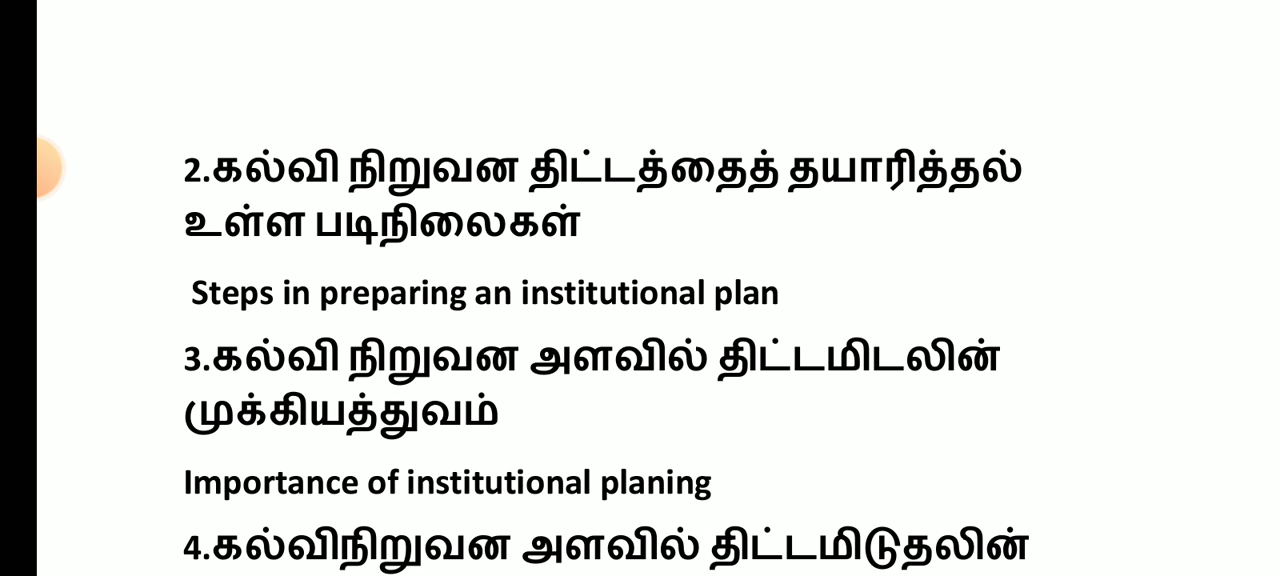 2.கல்வி நிறுவன திட்டத்தைத் தயாரித்தல்
உள்ள படிநிலைகள்
Steps in preparing an institutional plan
3.கல்வி நிறுவன அளவில் திட்டமிடலின்
முக்கியத்துவம்
Importance of institutional planing
4.கல்விநிறுவன அளவில் திட்டமிடுதலின்